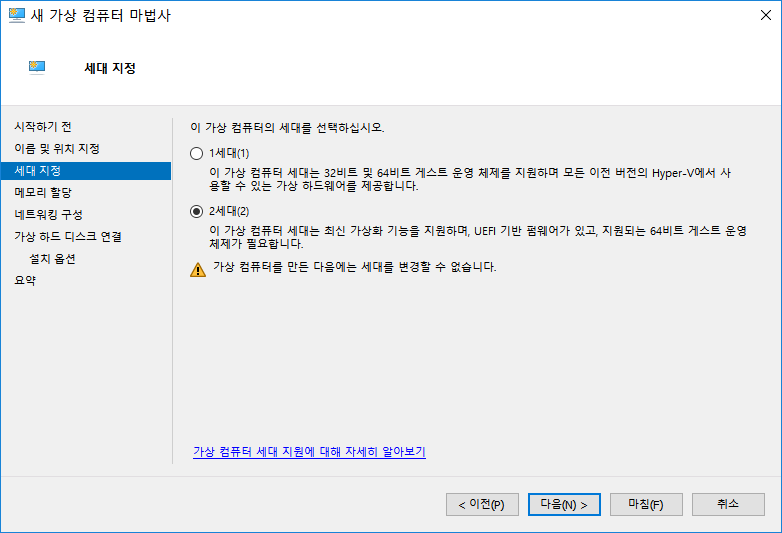 새 가상 컴퓨터 마법사
세대 지정
시작하기 전
이름 및 위치 지정
세대 지정
메모리 할당
네트워킹 구성
가상 하드 디스크 연결
설치 옵션
요약
이 가상 컴퓨터의 세대를 선택하십시오.
1세대(1)
이 가상 컴퓨터 세대는 32비트 및 64비트 게스트 운영 체제를 지원하며 모든 이전 버전의 Hyper-V에서 사
용할 수 있는 가상 하드웨어를 제공합니다.
2세대(2)
이 가상 컴퓨터 세대는 최신 가상화 기능을 지원하며, UEFI 기반 펌웨어가 있고, 지원되는 64비트 게스트 운영
체제가 필요합니다.
가상 컴퓨터를 만든 다음에는 세대를 변경할 수 없습니다.
가상 컴퓨터 세대 지원에 대해 자세히 알아보기
< 이전(P)
다음(N) >
마침(F)
취소